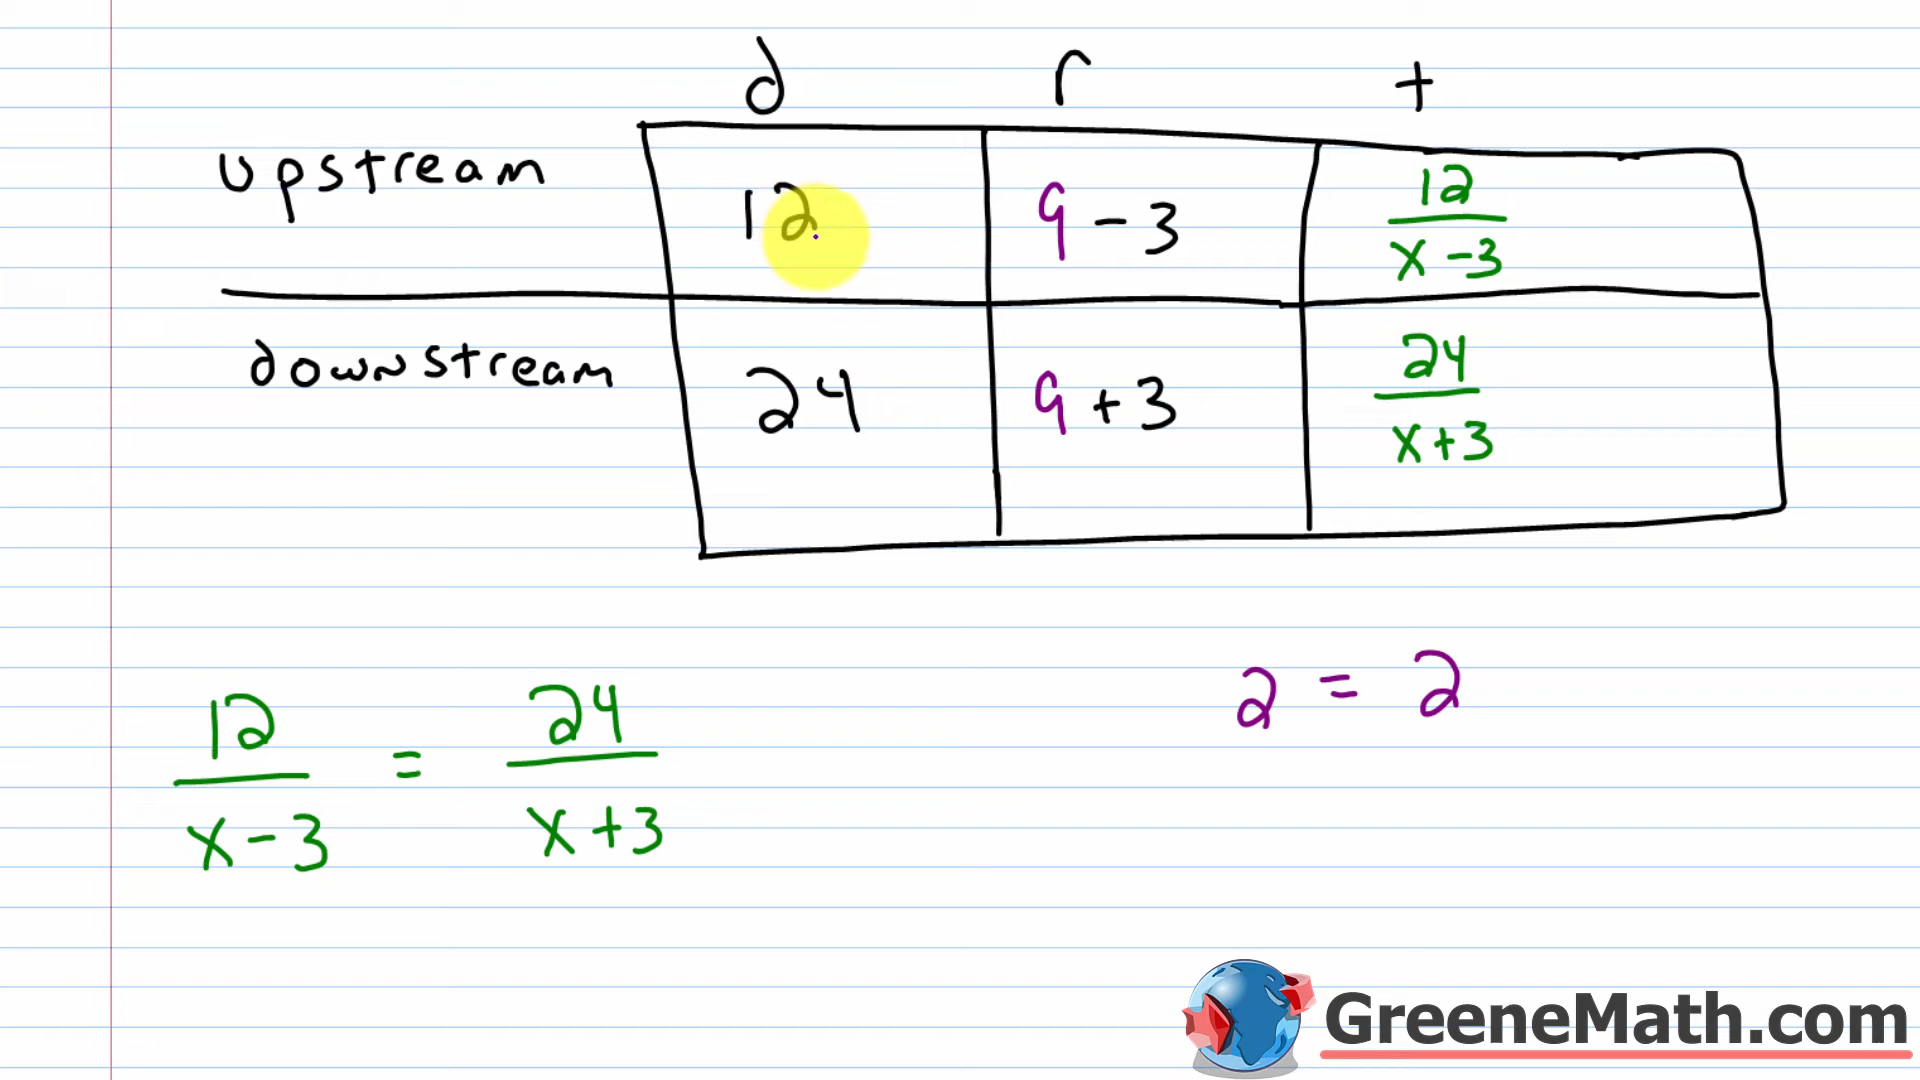 d r t
upstream 12 9 - 3 12/(x - 3)
downstream 24 9 + 3 24/(x + 3)
2 = 2
12/(x - 3) = 24/(x + 3)
GreeneMath.com